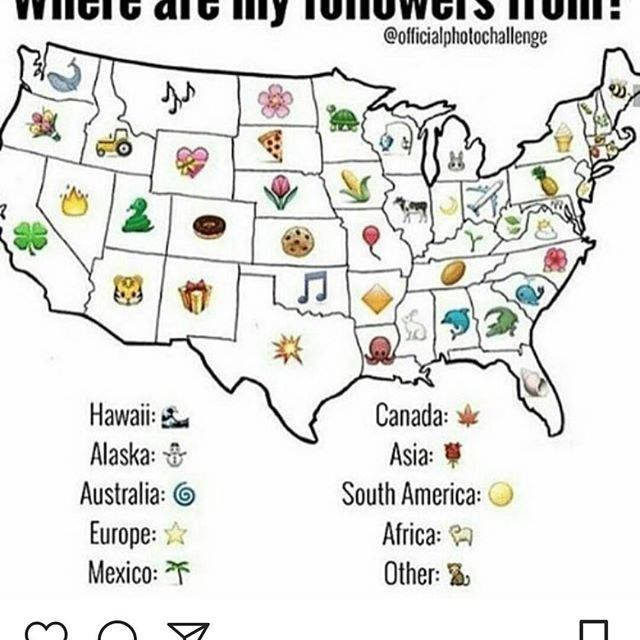 Where are my followers from?
@officialphotochallenge
Hawaii:
Canada:
Alaska:
Asia:
Australia:
South America:
Europe:
Africa:
Mexico:
Other: